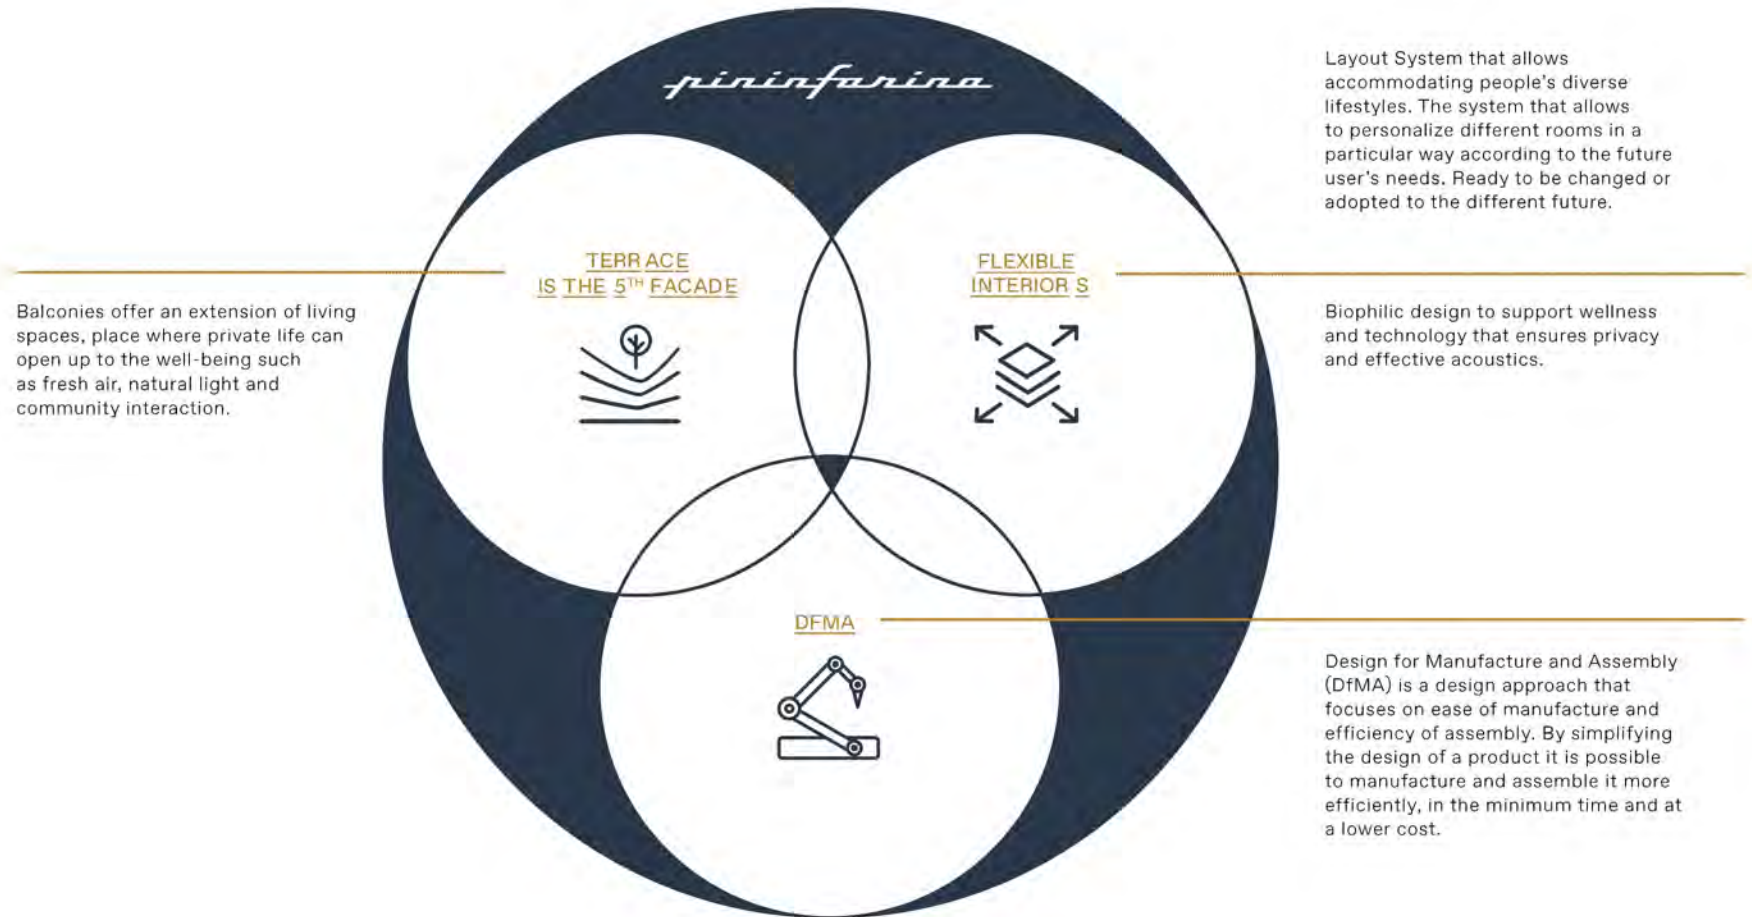 pininfarina
TERRACE
IS THE 5TH FACADE
Balconies offer an extension of living
spaces, place where private life can
open up to the well-being such
as fresh air, natural light and
community interaction.
FLEXIBLE
INTERIORS
Layout System that allows
accommodating people's diverse
lifestyles. The system that allows
to personalize different rooms in a
particular way according to the future
user's needs. Ready to be changed or
adopted to the different future.
Biophilic design to support wellness
and technology that ensures privacy
and effective acoustics.
DFMA
Design for Manufacture and Assembly
(DfMA) is a design approach that
focuses on ease of manufacture and
efficiency of assembly. By simplifying
the design of a product it is possible
to manufacture and assemble it more
efficiently, in the minimum time and at
a lower cost.